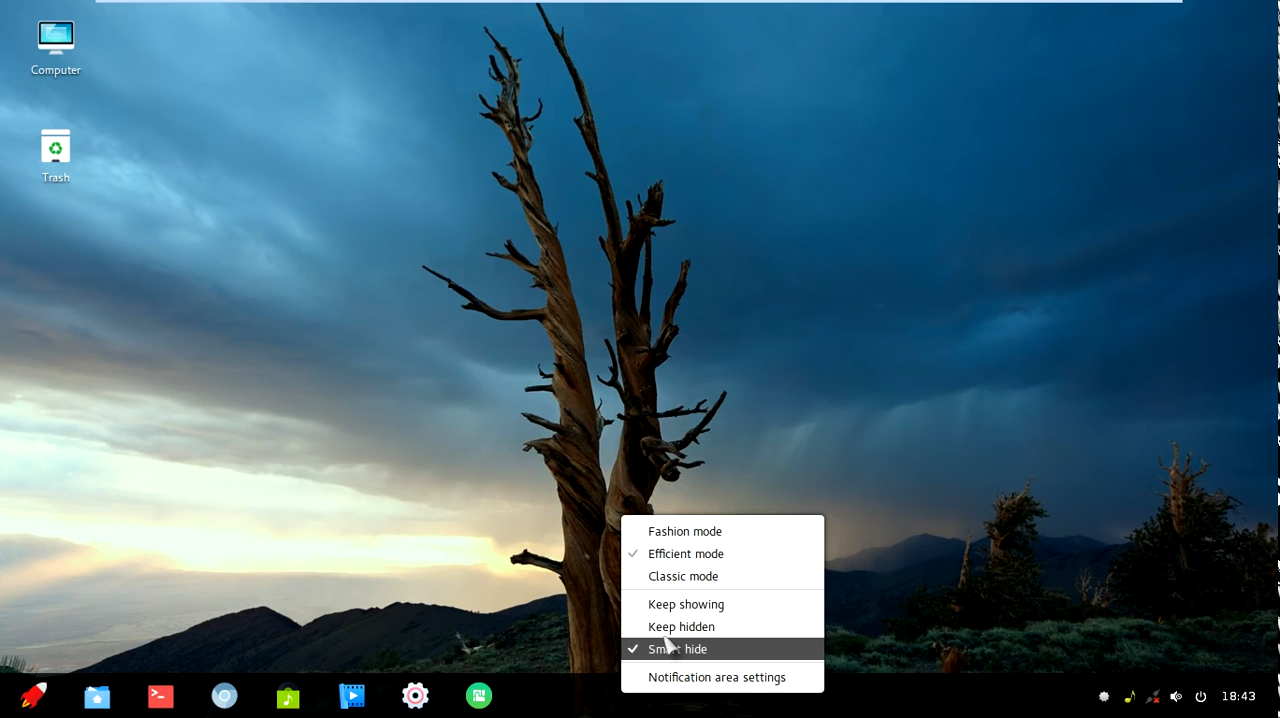 Computer
Trash
Fashion mode
Efficient mode
Classic mode
Keep showing
Keep hidden
Smart hide
Notification area settings
18:43